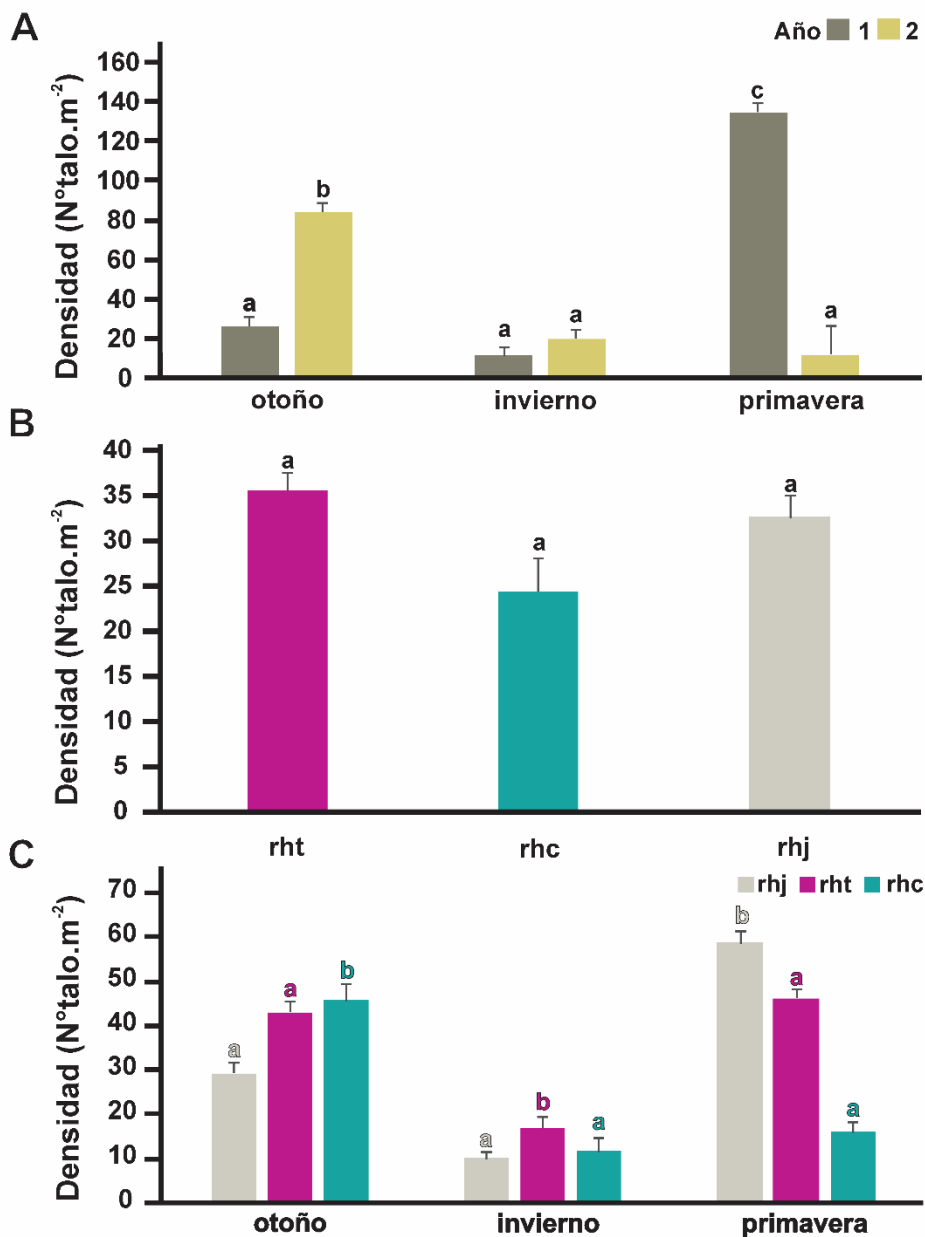 A
Año 1 2
160
140
120
100
80
60
40
20
0
Densidad (N°talo.m-2)
a
b
a
a
c
a
otoño invierno primavera
B
40
35
30
25
20
15
10
5
0
Densidad (N°talo.m-2)
a
a
a
rht rhc rhj
C
rhj rht rhc
70
60
50
40
30
20
10
0
Densidad (N°talo.m-2)
a
a
b
a
b
a
b
a
a
otoño invierno primavera